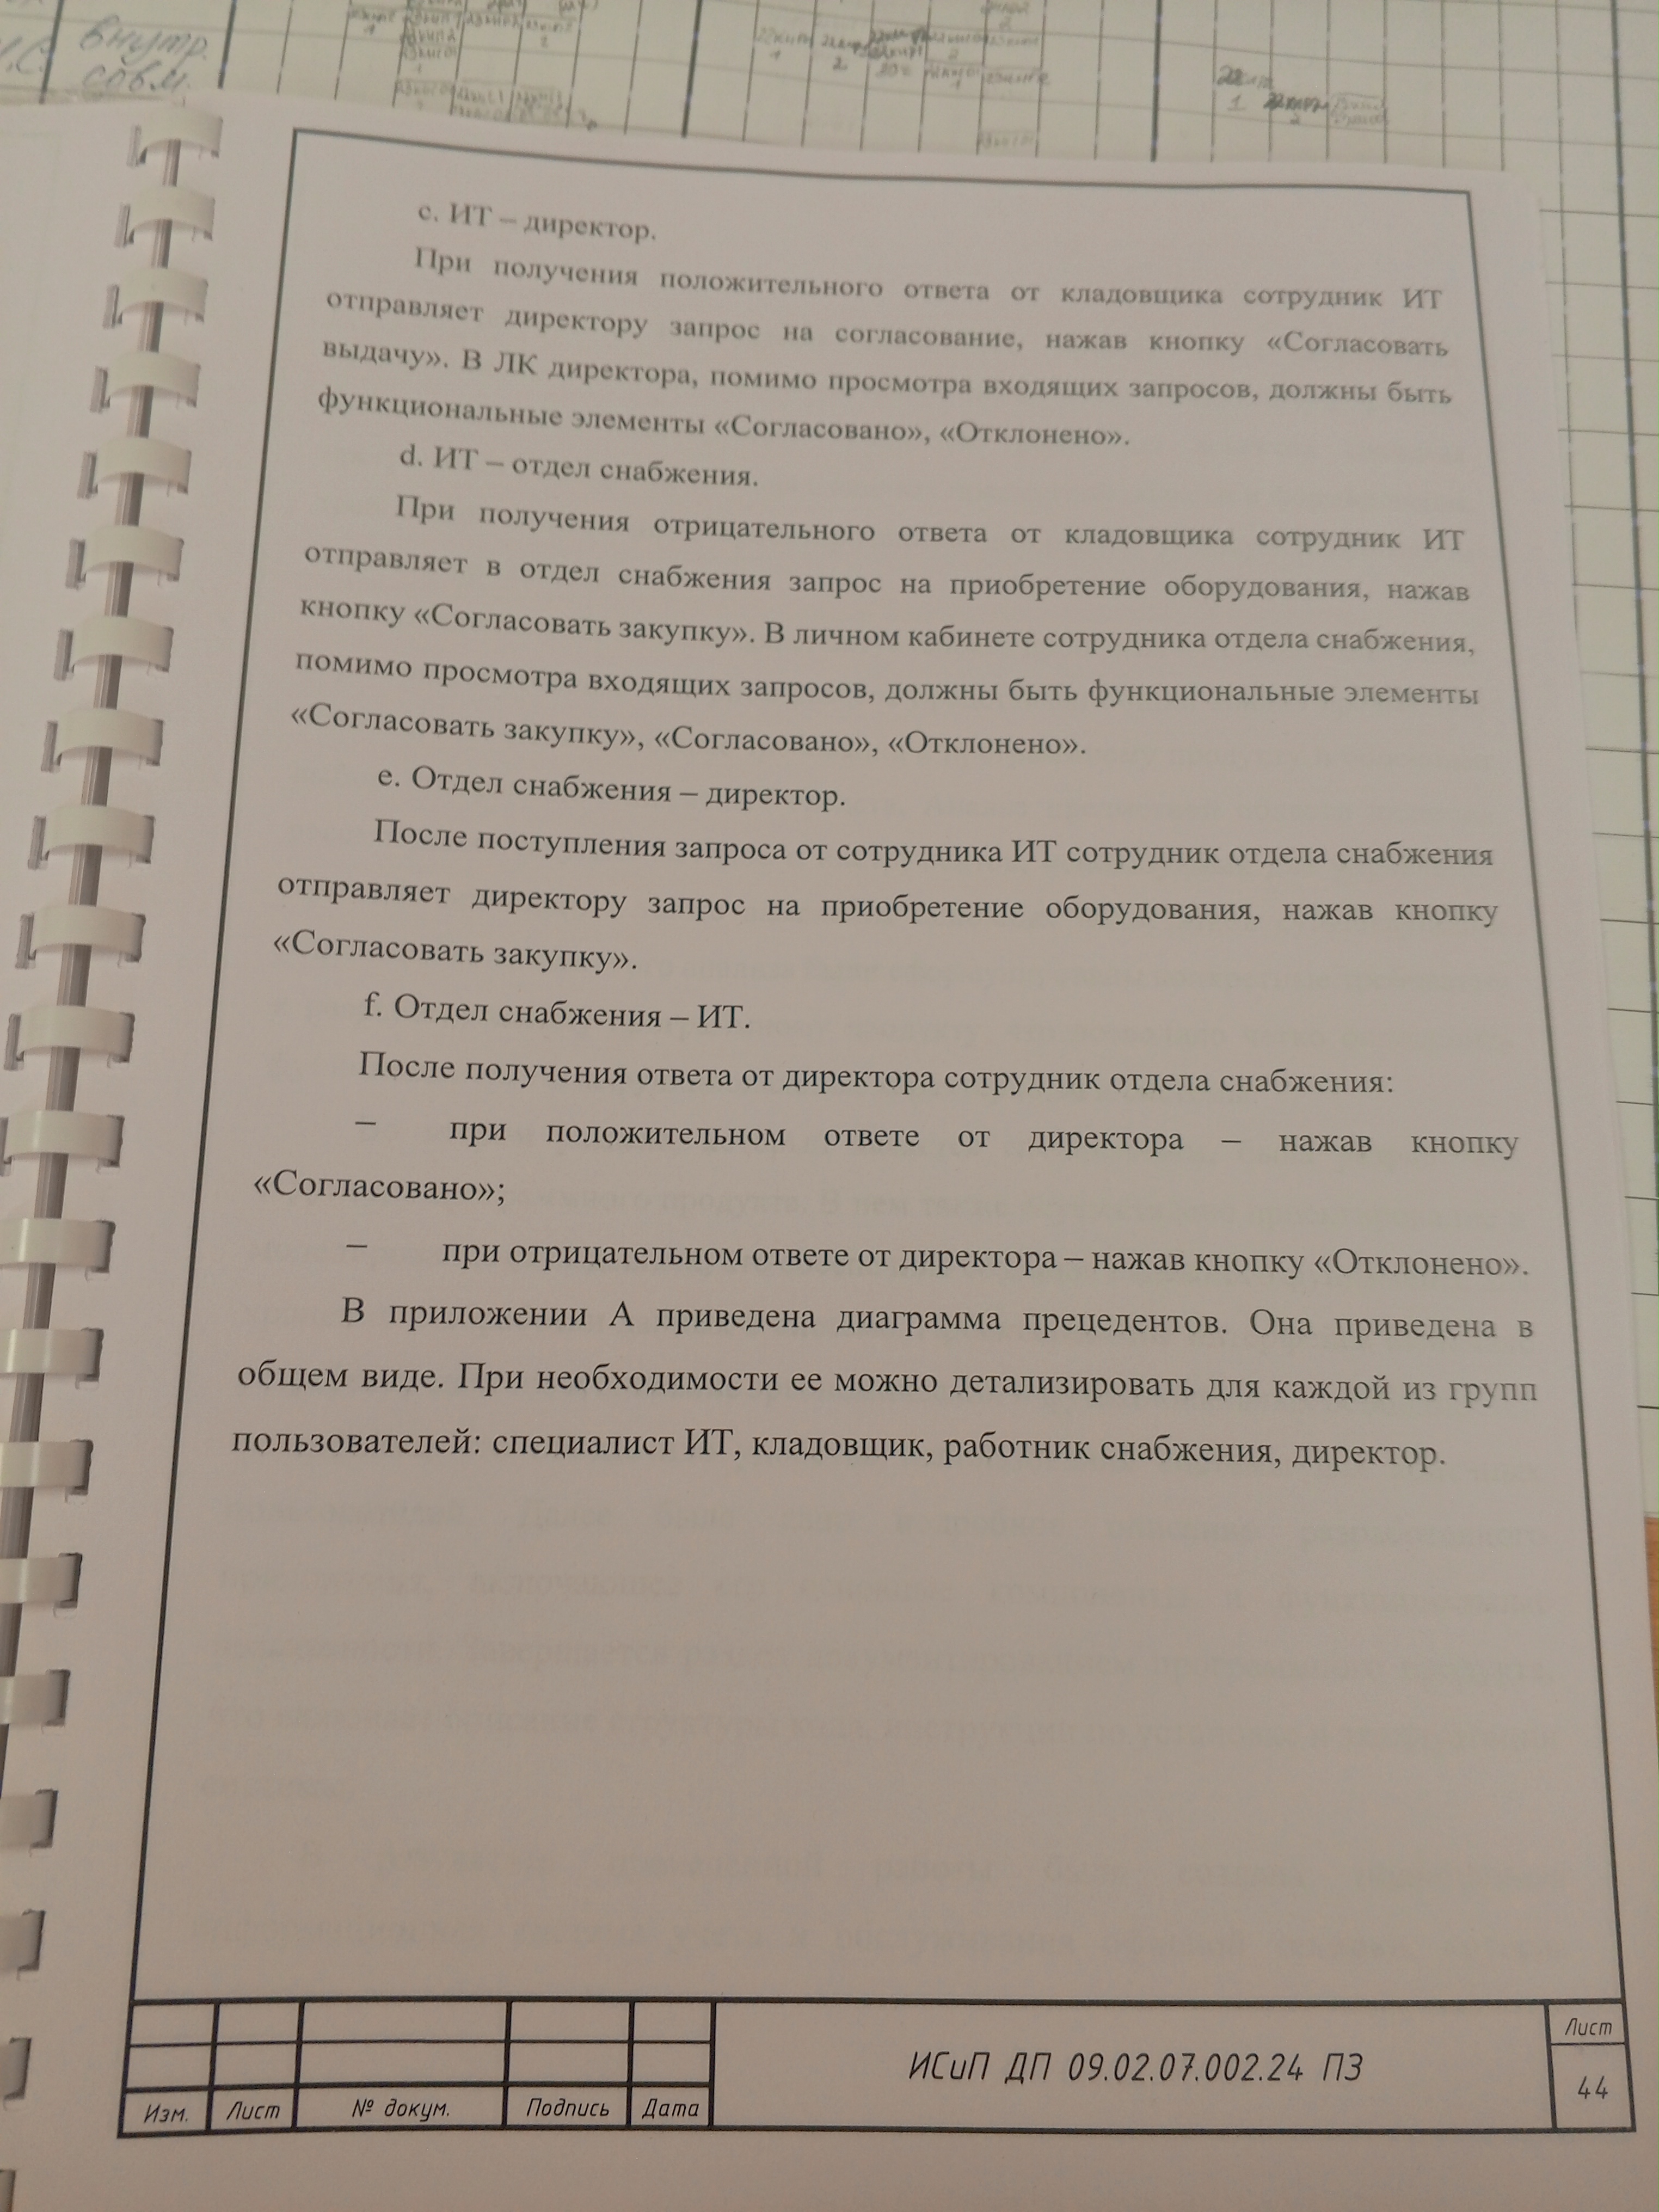 внутр.
совм.
с. ИТ – директор.
При получения положительного ответа от кладовщика сотрудник ИТ
отправляет директору запрос на согласование, нажав кнопку «Согласовать
выдачу». В ЛК директора, помимо просмотра входящих запросов, должны быть
функциональные элементы «Согласовано», «Отклонено».
d. ИТ – отдел снабжения.
При получения отрицательного ответа от кладовщика сотрудник ИТ
отправляет в отдел снабжения запрос на приобретение оборудования, нажав
кнопку «Согласовать закупку». В личном кабинете сотрудника отдела снабжения,
помимо просмотра входящих запросов, должны быть функциональные элементы
«Согласовать закупку», «Согласовано», «Отклонено».
е. Отдел снабжения – директор.
После поступления запроса от сотрудника ИТ сотрудник отдела снабжения
отправляет директору запрос на приобретение оборудования, нажав кнопку
«Согласовать закупку».
f. Отдел снабжения – ИТ.
После получения ответа от директора сотрудник отдела снабжения:
– при положительном ответе от директора – нажав кнопку
«Согласовано»;
– при отрицательном ответе от директора – нажав кнопку «Отклонено».
В приложении А приведена диаграмма прецедентов. Она приведена в
общем виде. При необходимости ее можно детализировать для каждой из групп
пользователей: специалист ИТ, кладовщик, работник снабжения, директор.
Изм. Лист № докум. Подпись Дата
ИСиП ДП 09.02.07.002.24 ПЗ
Лист
44